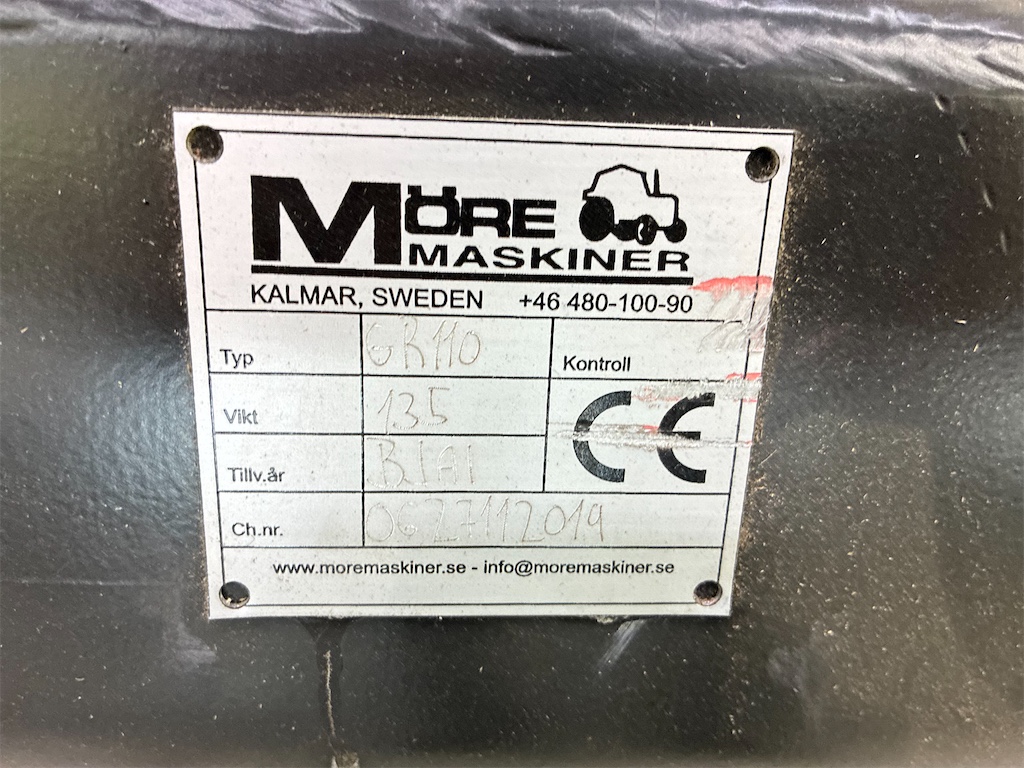 MÖRE
MASKINER
KALMAR, SWEDEN +46 480-100-90
Typ GR110 Kontroll
Vikt 135
CE
Tillv.år
Ch.nr. 0627112019
www.moremaskiner.se - info@moremaskiner.se